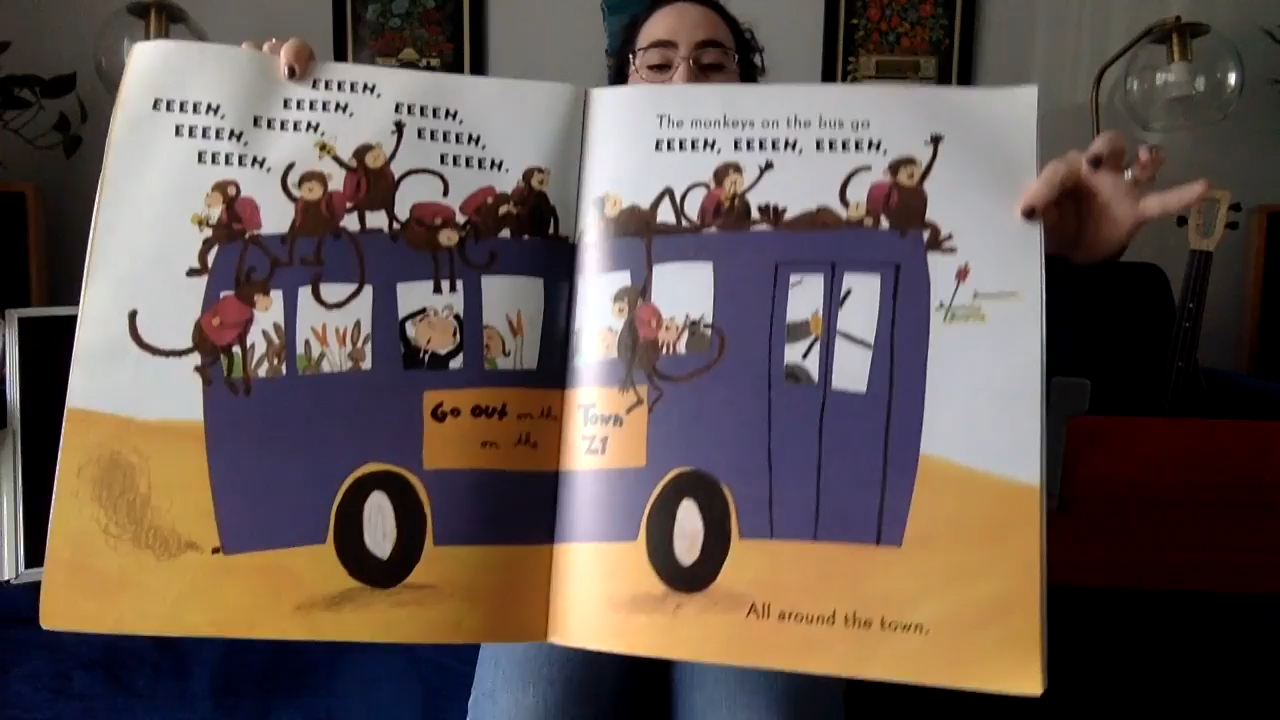 EEEEH,
EEEEH, EEEEH, EEEEH,
EEEEH, EEEEH, EEEEH,
EEEEH, EEEEH.
The monkeys on the bus go
EEEEH, EEEEH, EEEEH,
Go out on the Town
on the Z1
All around the town.